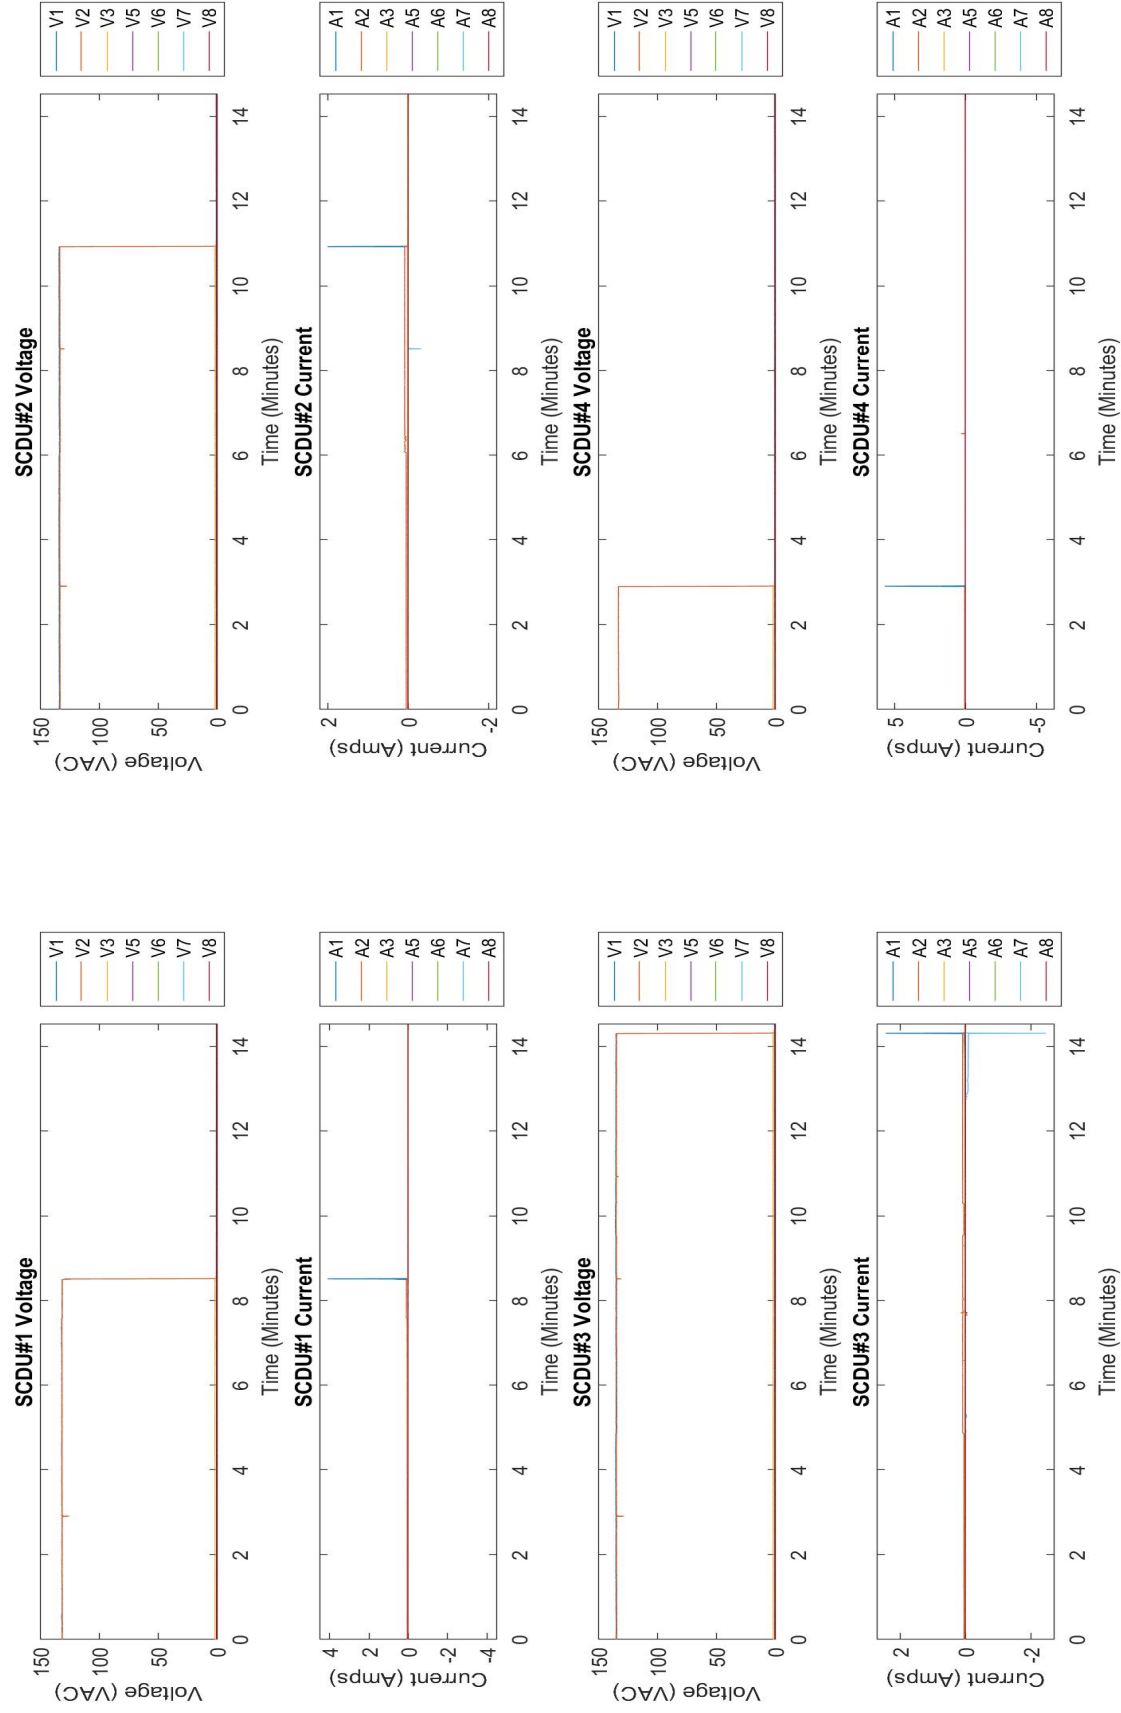 SCDU#1 Voltage
Voltage (VAC)
150
100
50
0
0 2 4 6 8 10 12 14
Time (Minutes)
V1
V2
V3
V5
V6
V7
V8
SCDU#2 Voltage
Voltage (VAC)
150
100
50
0
0 2 4 6 8 10 12 14
Time (Minutes)
V1
V2
V3
V5
V6
V7
V8
SCDU#1 Current
Current (Amps)
4
2
0
-2
-4
0 2 4 6 8 10 12 14
Time (Minutes)
A1
A2
A3
A5
A6
A7
A8
SCDU#2 Current
Current (Amps)
2
0
-2
0 2 4 6 8 10 12 14
Time (Minutes)
A1
A2
A3
A5
A6
A7
A8
SCDU#3 Voltage
Voltage (VAC)
150
100
50
0
0 2 4 6 8 10 12 14
Time (Minutes)
V1
V2
V3
V5
V6
V7
V8
SCDU#4 Voltage
Voltage (VAC)
150
100
50
0
0 2 4 6 8 10 12 14
Time (Minutes)
V1
V2
V3
V5
V6
V7
V8
SCDU#3 Current
Current (Amps)
2
0
-2
0 2 4 6 8 10 12 14
Time (Minutes)
A1
A2
A3
A5
A6
A7
A8
SCDU#4 Current
Current (Amps)
5
0
-5
0 2 4 6 8 10 12 14
Time (Minutes)
A1
A2
A3
A5
A6
A7
A8